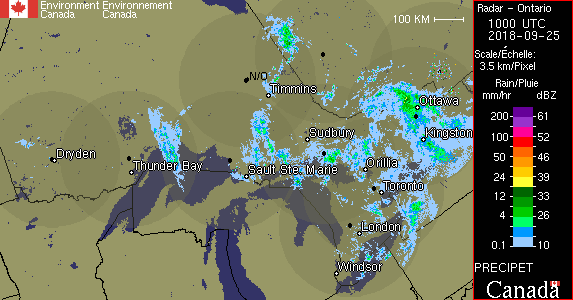 Environment Environnement
Canada Canada
100 KM
N/O
Timmins
Ottawa
Sudbury
Kingston
Dryden
Thunder Bay
Sault Ste. Marie
Orillia
Toronto
London
Windsor
Radar - Ontario
1000 UTC
2018-09-25
Scale/Échelle:
3.5 km/Pixel
Rain/Pluie
mm/hr dBZ
200 61
100 52
50 46
24 39
12 33
4 26
0.1 10
PRECIPET
Canada